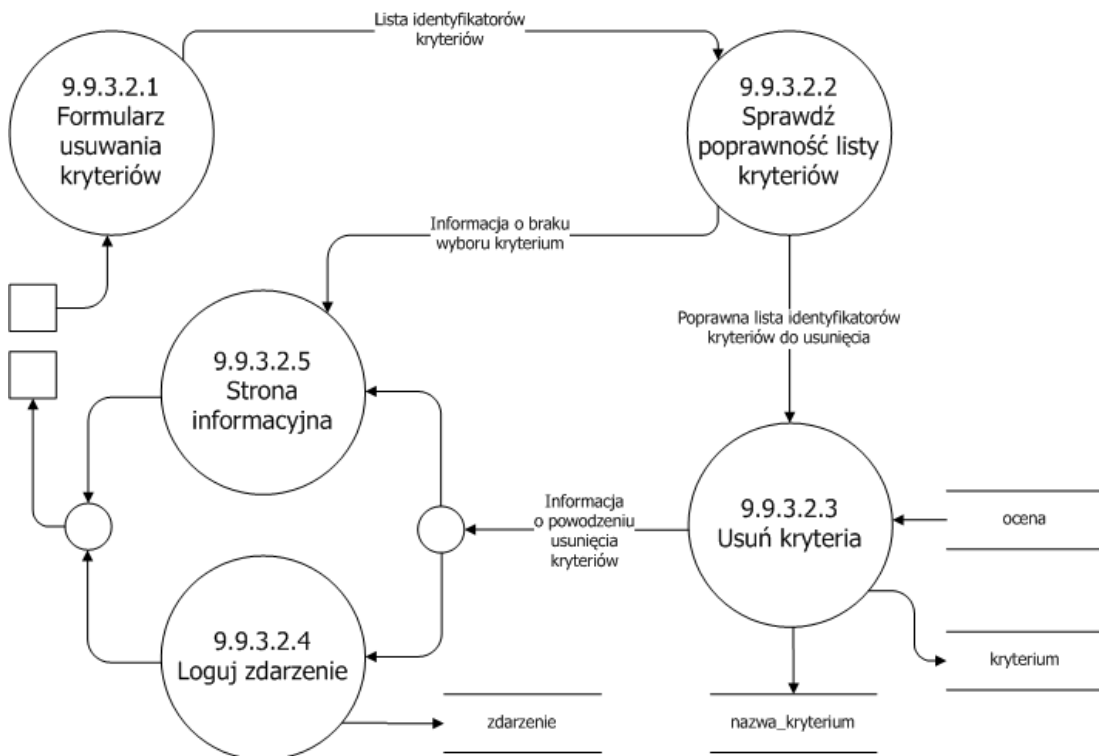 Lista identyfikatorów
kryteriów
9.9.3.2.1
Formularz
usuwania
kryteriów
9.9.3.2.2
Sprawdź
poprawność listy
kryteriów
Informacja o braku
wyboru kryterium
Poprawna lista identyfikatorów
kryteriów do usunięcia
9.9.3.2.5
Strona
informacyjna
Informacja
o powodzeniu
usunięcia
kryteriów
9.9.3.2.3
Usuń kryteria
ocena
9.9.3.2.4
Loguj zdarzenie
kryterium
zdarzenie
nazwa_kryterium